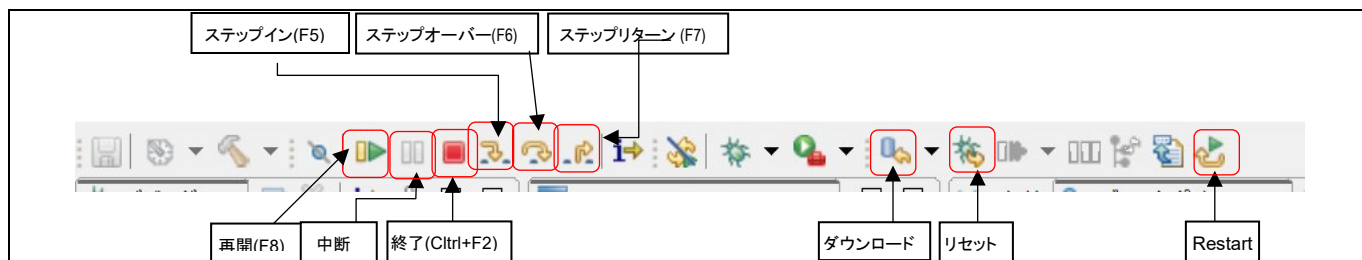 ステップイン(F5)
ステップオーバー(F6)
ステップリターン (F7)
再開(F8)
中断
終了(Cltrl+F2)
ダウンロード
リセット
Restart